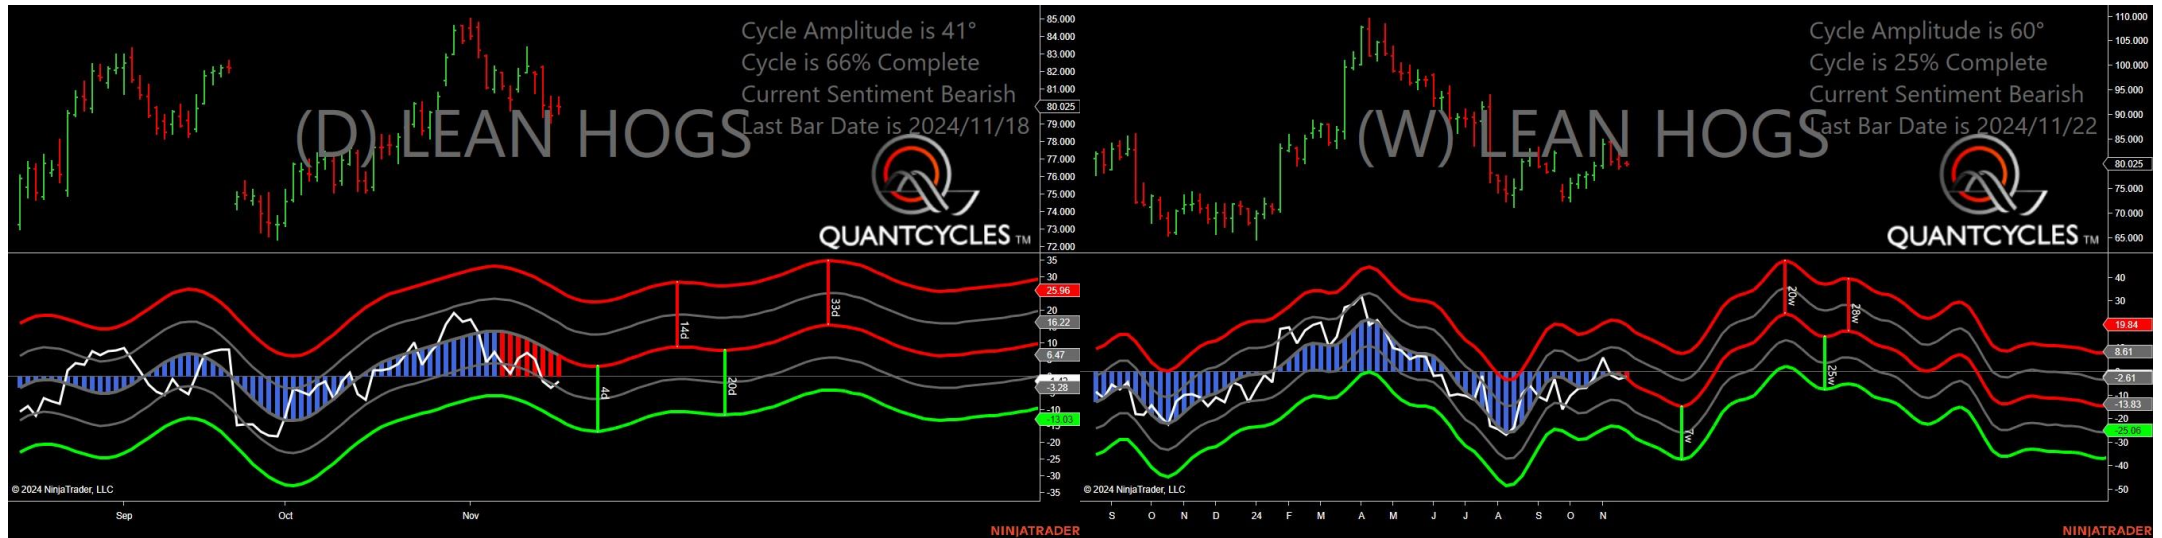 Cycle Amplitude is 41°
Cycle is 66% Complete
Current Sentiment Bearish
Last Bar Date is 2024/11/18
(D) LEAN HOGS
QUANTCYCLES TM
85.000
84.000
83.000
82.000
81.000
80.025
79.000
78.000
77.000
76.000
75.000
74.000
73.000
72.000
35
30
25.96
20
16.22
10
6.47
-3.28
-10
-13.03
-20
-25
-30
-35
14d
33d
4d
20d
© 2024 NinjaTrader, LLC
Sep
Oct
Nov
NINJATRADER
Cycle Amplitude is 60°
Cycle is 25% Complete
Current Sentiment Bearish
Last Bar Date is 2024/11/22
(W) LEAN HOGS
QUANTCYCLES TM
110.000
105.000
100.000
95.000
90.000
85.000
80.025
75.000
70.000
65.000
40
30
19.84
8.61
-2.61
-10
-13.83
-20
-25.06
-30
-40
-50
20w
28w
25w
7w
© 2024 NinjaTrader, LLC
S O N D 24 F M A M J J A S O N
NINJATRADER